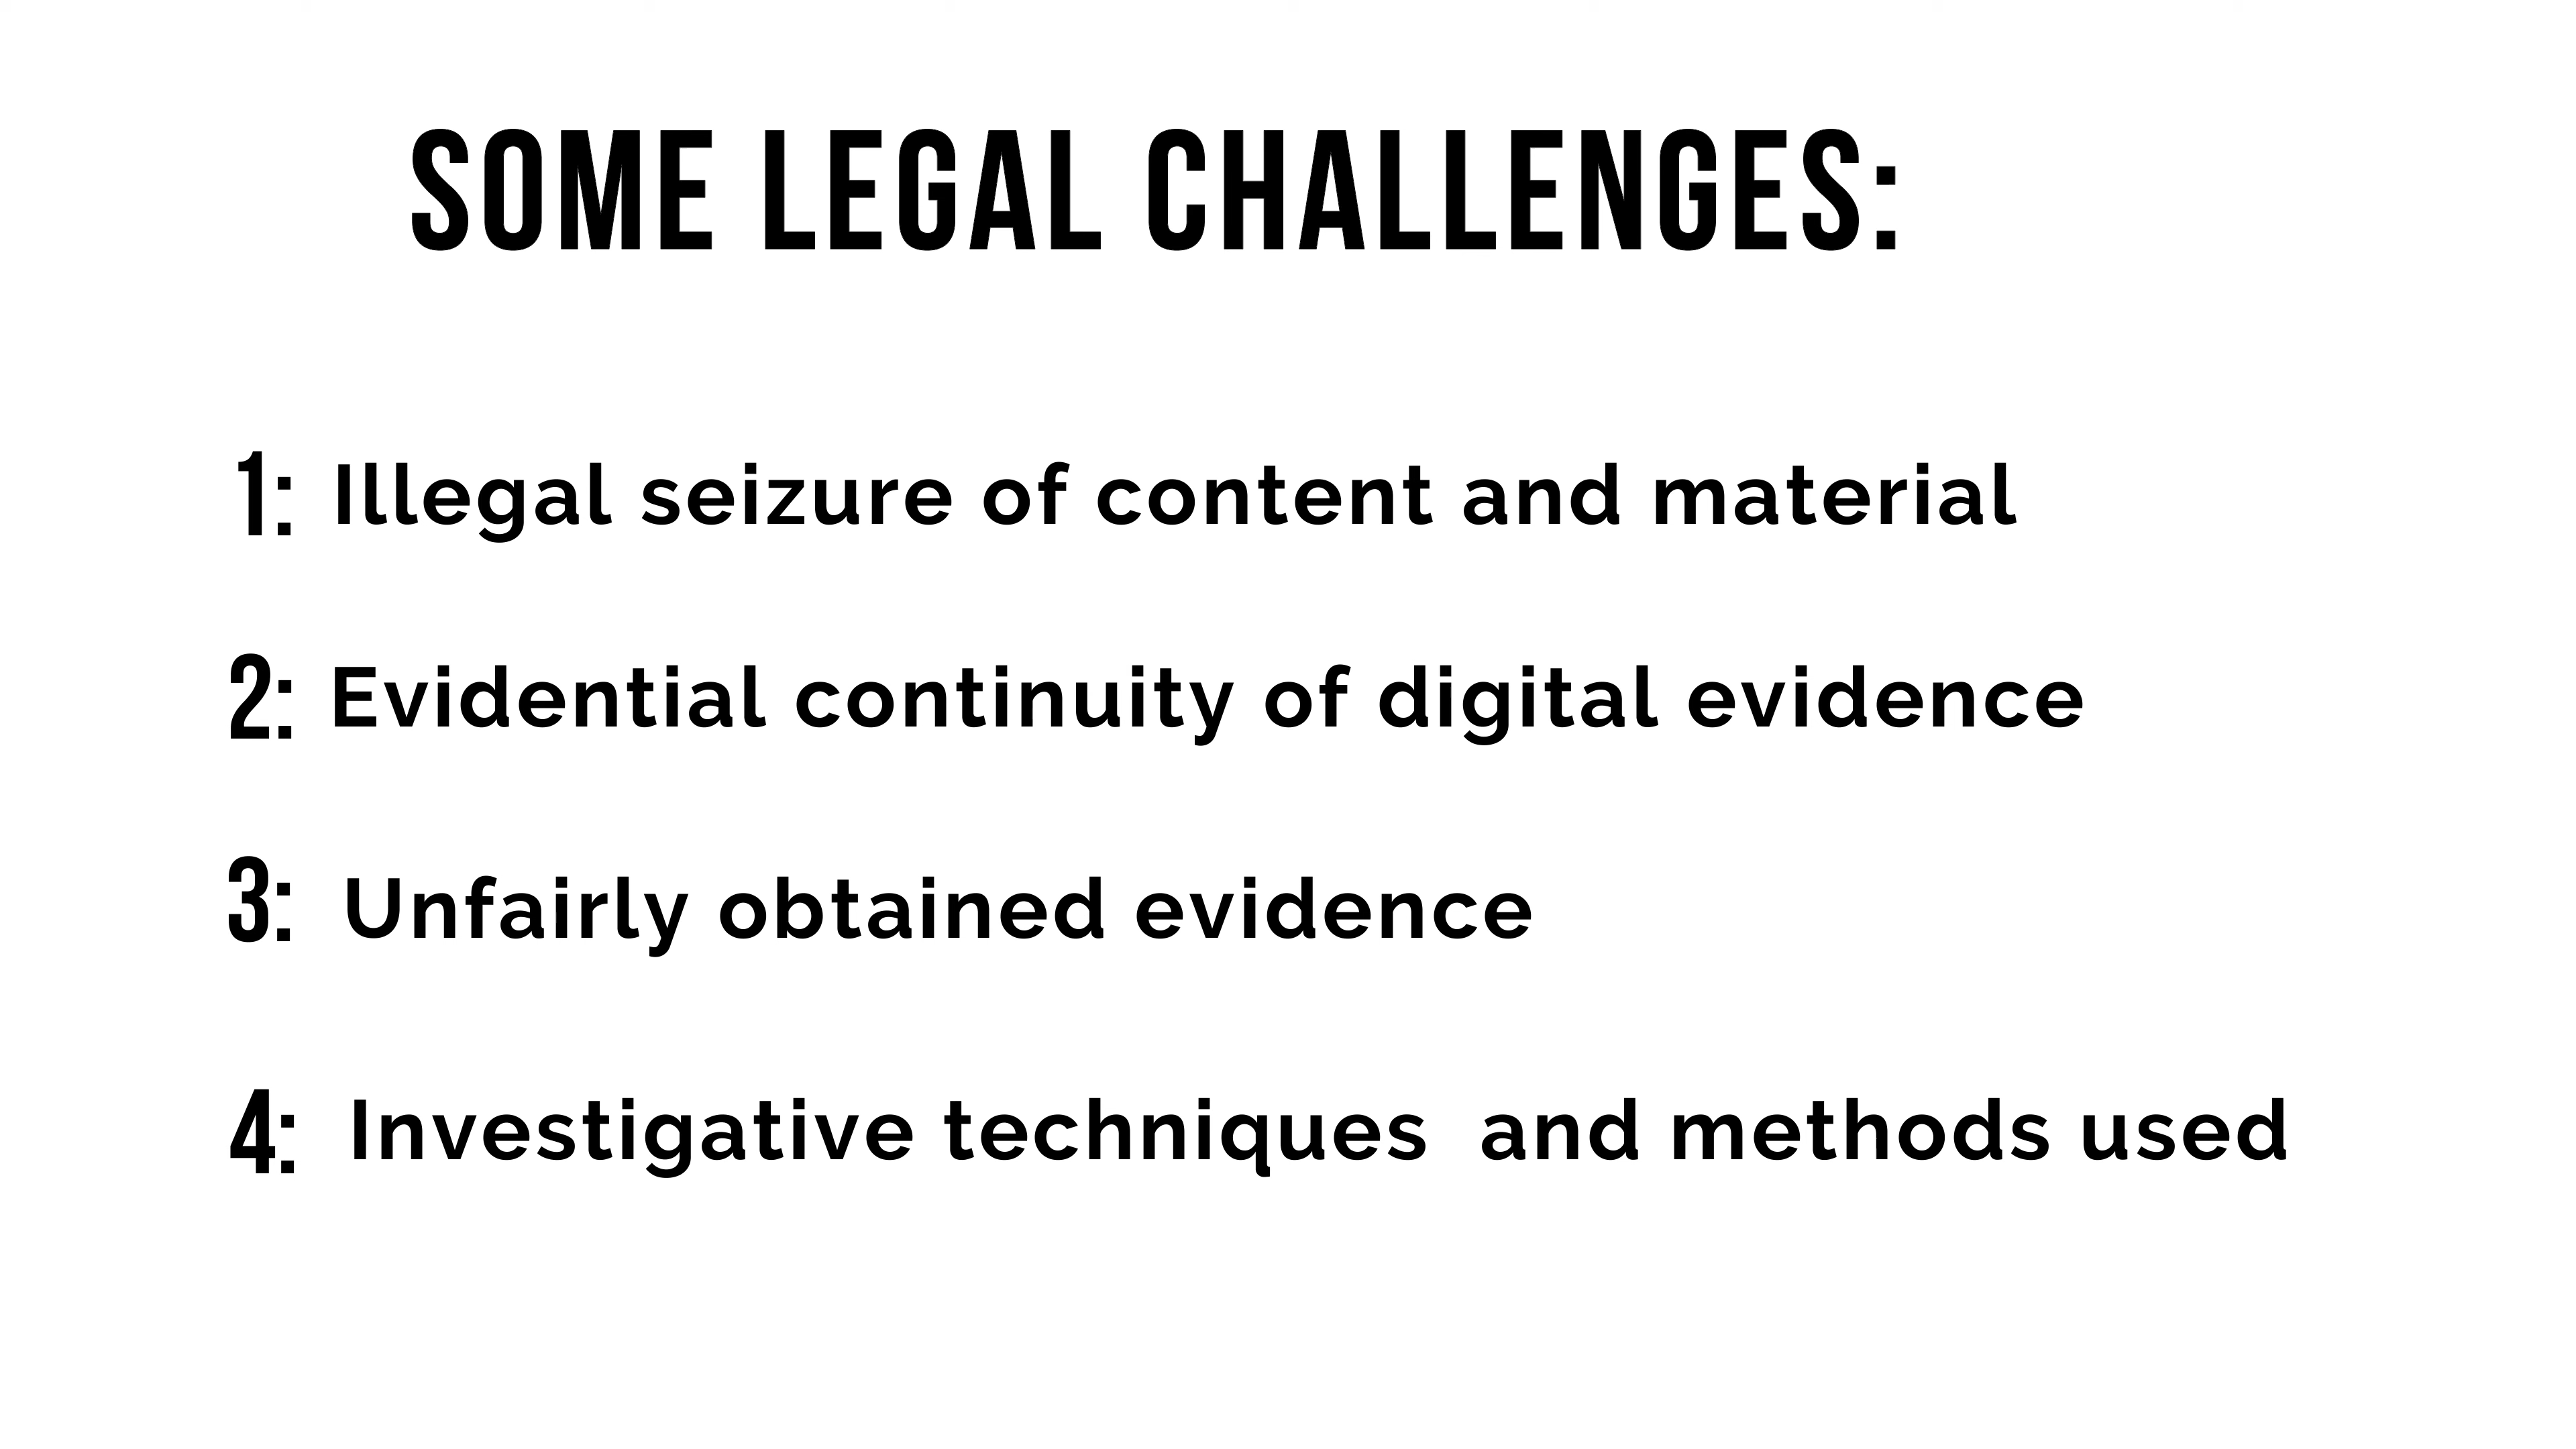 SOME LEGAL CHALLENGES:
1: Illegal seizure of content and material
2: Evidential continuity of digital evidence
3: Unfairly obtained evidence
4: Investigative techniques  and methods used